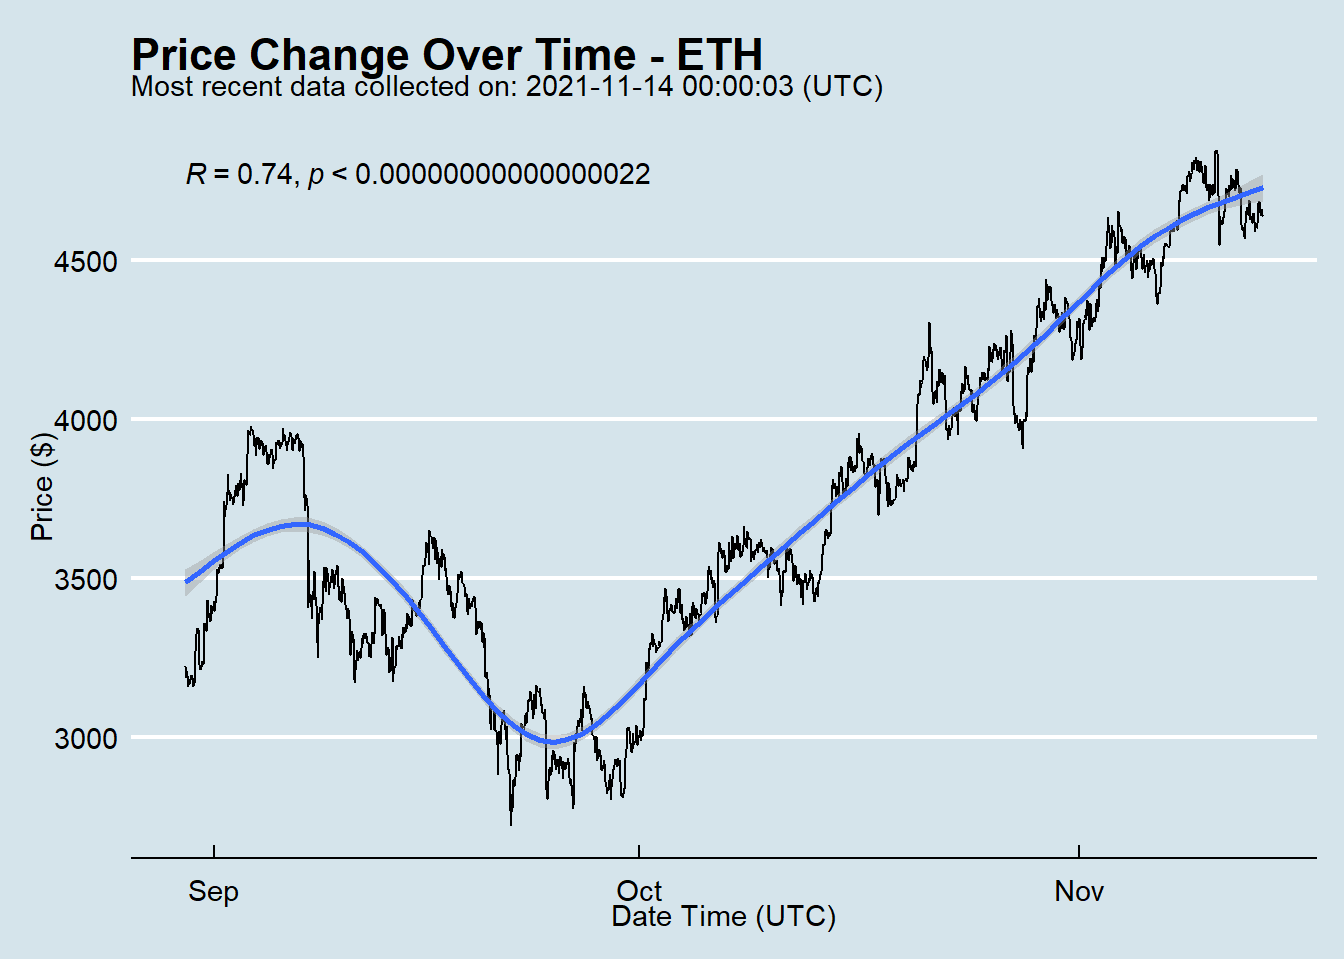 Price Change Over Time - ETH
Most recent data collected on: 2021-11-14 00:00:03 (UTC)
R = 0.74, p < 0.00000000000000022
4500
4000
3500
3000
Price ($)
Sep Oct Nov
Date Time (UTC)